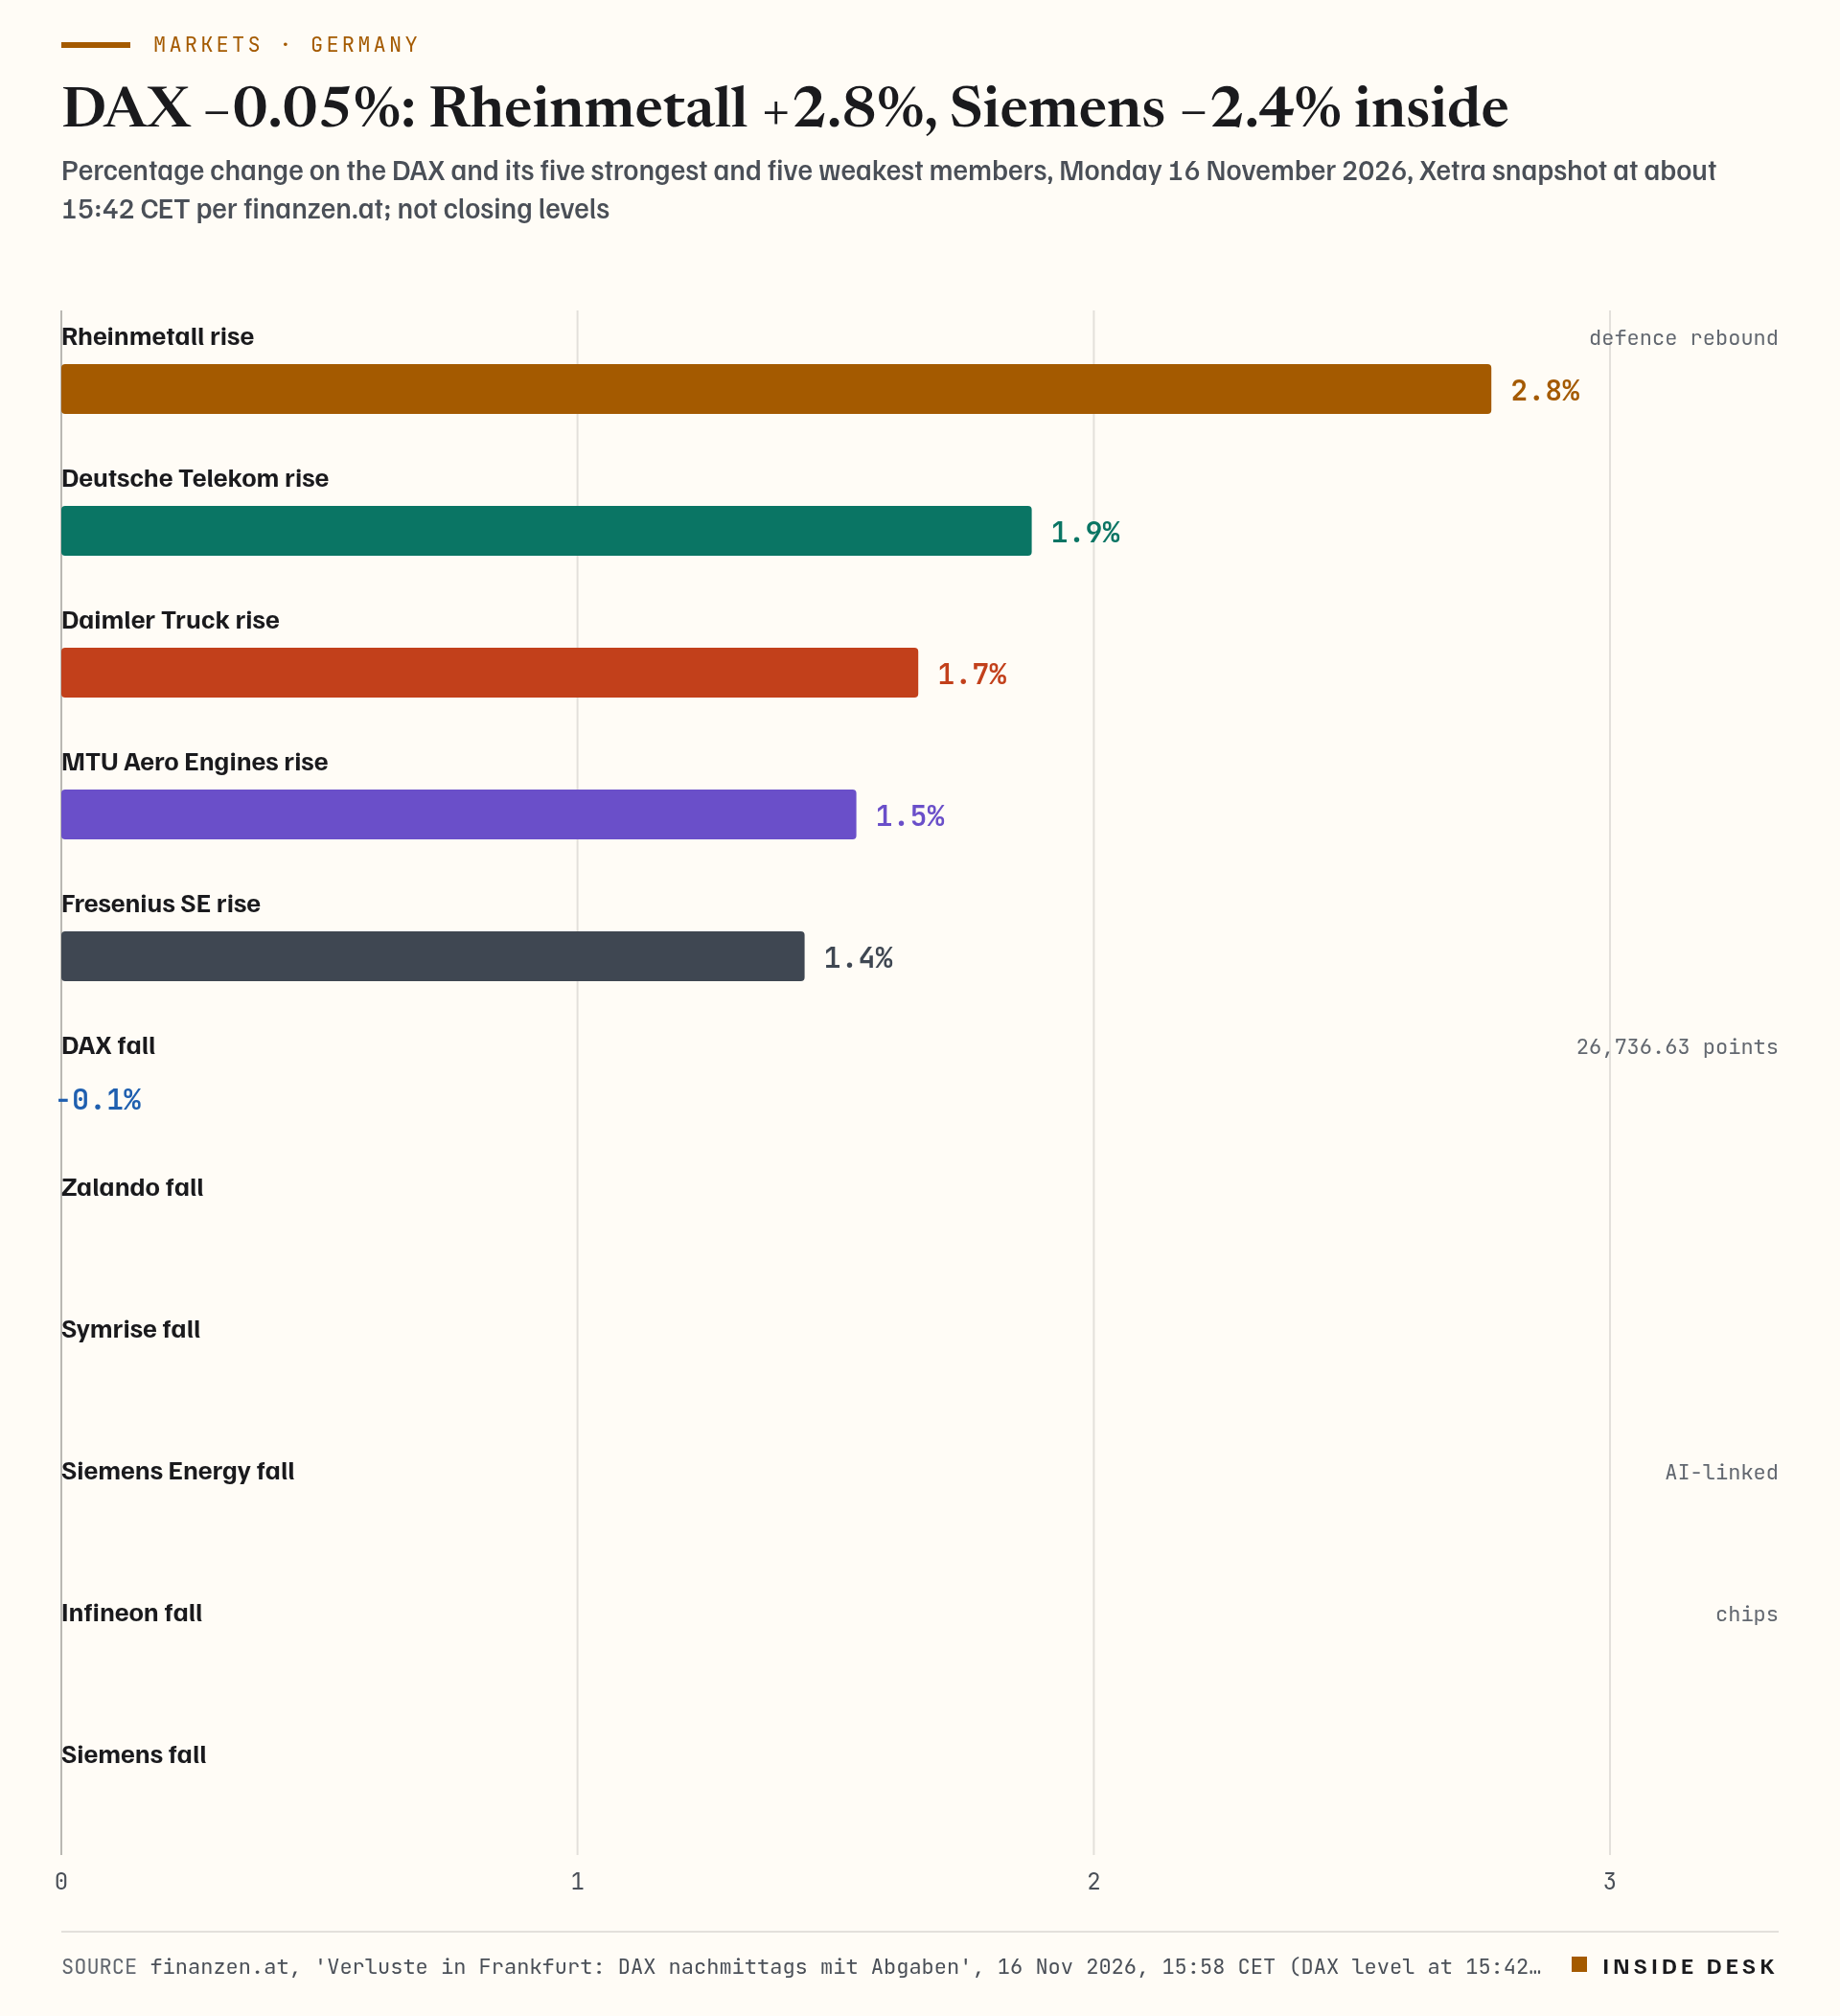 MARKETS · GERMANY
DAX −0.05%: Rheinmetall +2.8%, Siemens −2.4% inside
Percentage change on the DAX and its five strongest and five weakest members, Monday 16 November 2026, Xetra snapshot at about
15:42 CET per finanzen.at; not closing levels
Rheinmetall rise
defence rebound
2.8%
Deutsche Telekom rise
1.9%
Daimler Truck rise
1.7%
MTU Aero Engines rise
1.5%
Fresenius SE rise
1.4%
DAX fall
26,736.63 points
-0.1%
Zalando fall
Symrise fall
Siemens Energy fall
AI-linked
Infineon fall
chips
Siemens fall
0 1 2 3
SOURCE finanzen.at, 'Verluste in Frankfurt: DAX nachmittags mit Abgaben', 16 Nov 2026, 15:58 CET (DAX level at 15:42…
INSIDE DESK